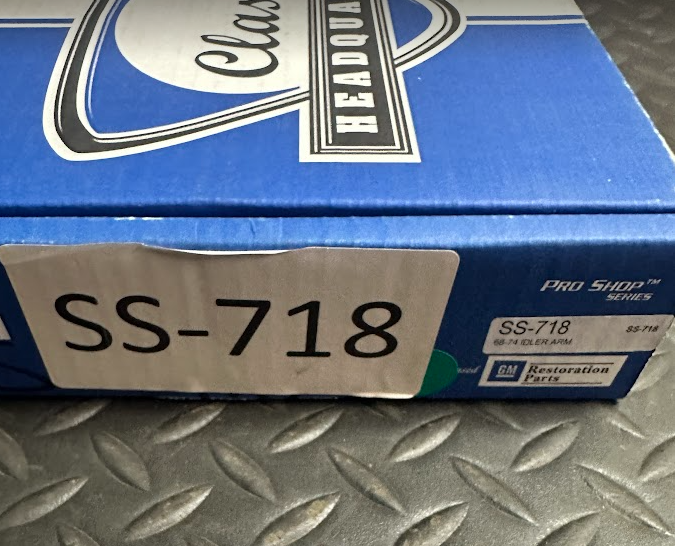 Clas
HEADQUA
SS-718
PRO SHOP™
SERIES
SS-718 SS-718
68-74 IDLER ARM
GM Restoration
Parts